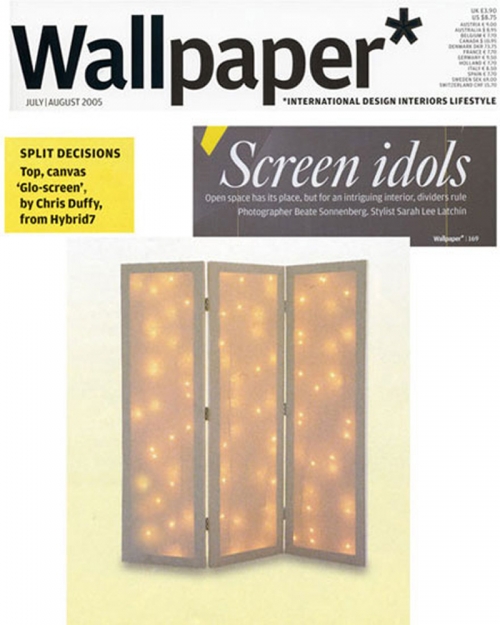 Wallpaper*
UK £3.90
US $8.75
AUSTRIA € 9.00
AUSTRALIA $ 8.95
BELGIUM € 7.70
CANADA $ 10.95
DENMARK DKR 73.75
FRANCE € 7.70
GERMANY € 9.50
HOLLAND € 7.70
ITALY € 8.50
SPAIN € 7.70
SWEDEN SEK 69.00
SWITZERLAND CHF 15.70
JULY|AUGUST 2005
*INTERNATIONAL DESIGN INTERIORS LIFESTYLE
SPLIT DECISIONS
Top, canvas
'Glo-screen',
by Chris Duffy,
from Hybrid7
Screen idols
Open space has its place, but for an intriguing interior, dividers rule
Photographer Beate Sonnenberg, Stylist Sarah Lee Latchin
Wallpaper* | 169